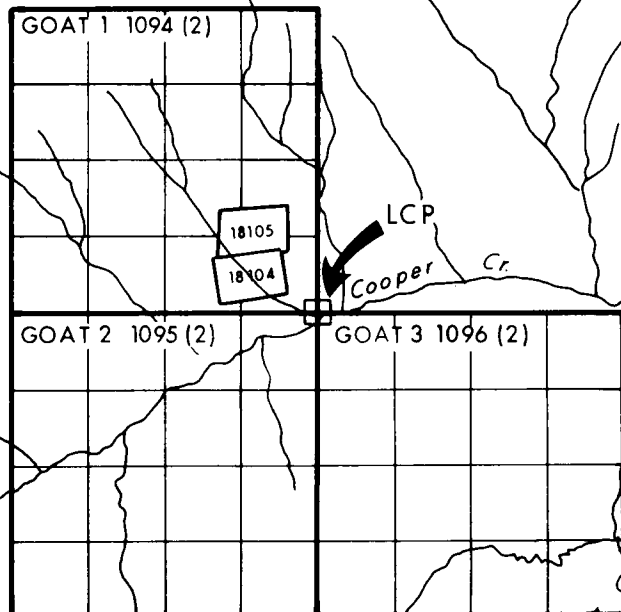 GOAT 1 1094 (2)
18105
18104
LCP
Cooper Cr.
GOAT 2 1095 (2)
GOAT 3 1096 (2)